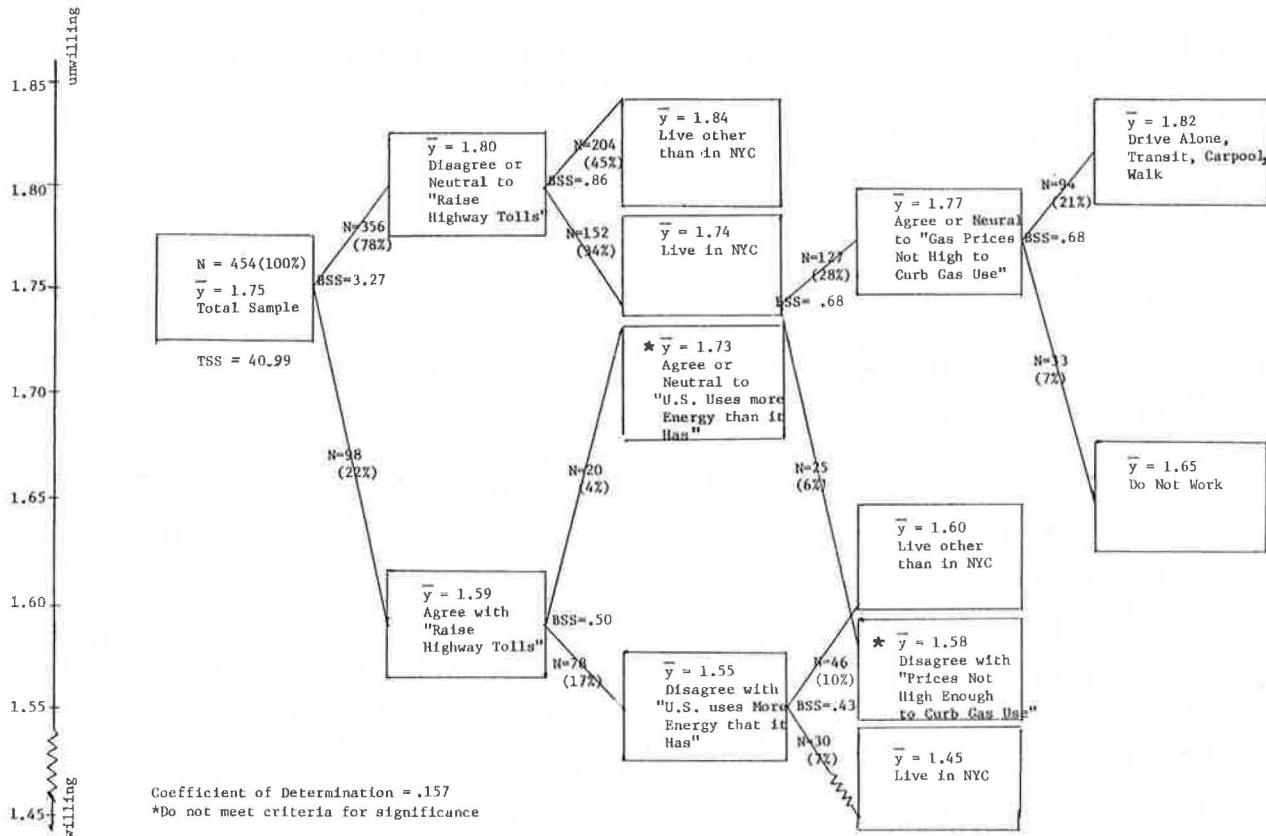 unwilling
1.85
1.80
1.75
1.70
1.65
1.60
1.55
1.45
willing
N = 454(100%)
y = 1.75
Total Sample
TSS = 40.99
BSS=3.27
N=356
(78%)
N=98
(22%)
y = 1.80
Disagree or
Neutral to
"Raise
Highway Tolls"
BSS=.86
N=204
(45%)
N=152
(34%)
y = 1.59
Agree with
"Raise
Highway Tolls"
BSS=.50
N=20
(4%)
N=78
(17%)
y = 1.84
Live other
than in NYC
y = 1.74
Live in NYC
BSS= .68
N=127
(28%)
N=25
(6%)
* y = 1.73
Agree or
Neutral to
"U.S. Uses more
Energy than it
Has"
y = 1.55
Disagree with
"U.S. uses More
Energy that it
Has"
BSS=.43
N=46
(10%)
N=30
(7%)
y = 1.77
Agree or Neural
to "Gas Prices
Not High to
Curb Gas Use"
BSS=.68
N=94
(21%)
N=33
(7%)
y = 1.60
Live other
than in NYC
* y = 1.58
Disagree with
"Prices Not
High Enough
to Curb Gas Use"
y = 1.45
Live in NYC
y = 1.82
Drive Alone,
Transit, Carpool,
Walk
y = 1.65
Do Not Work
Coefficient of Determination = .157
*Do not meet criteria for significance